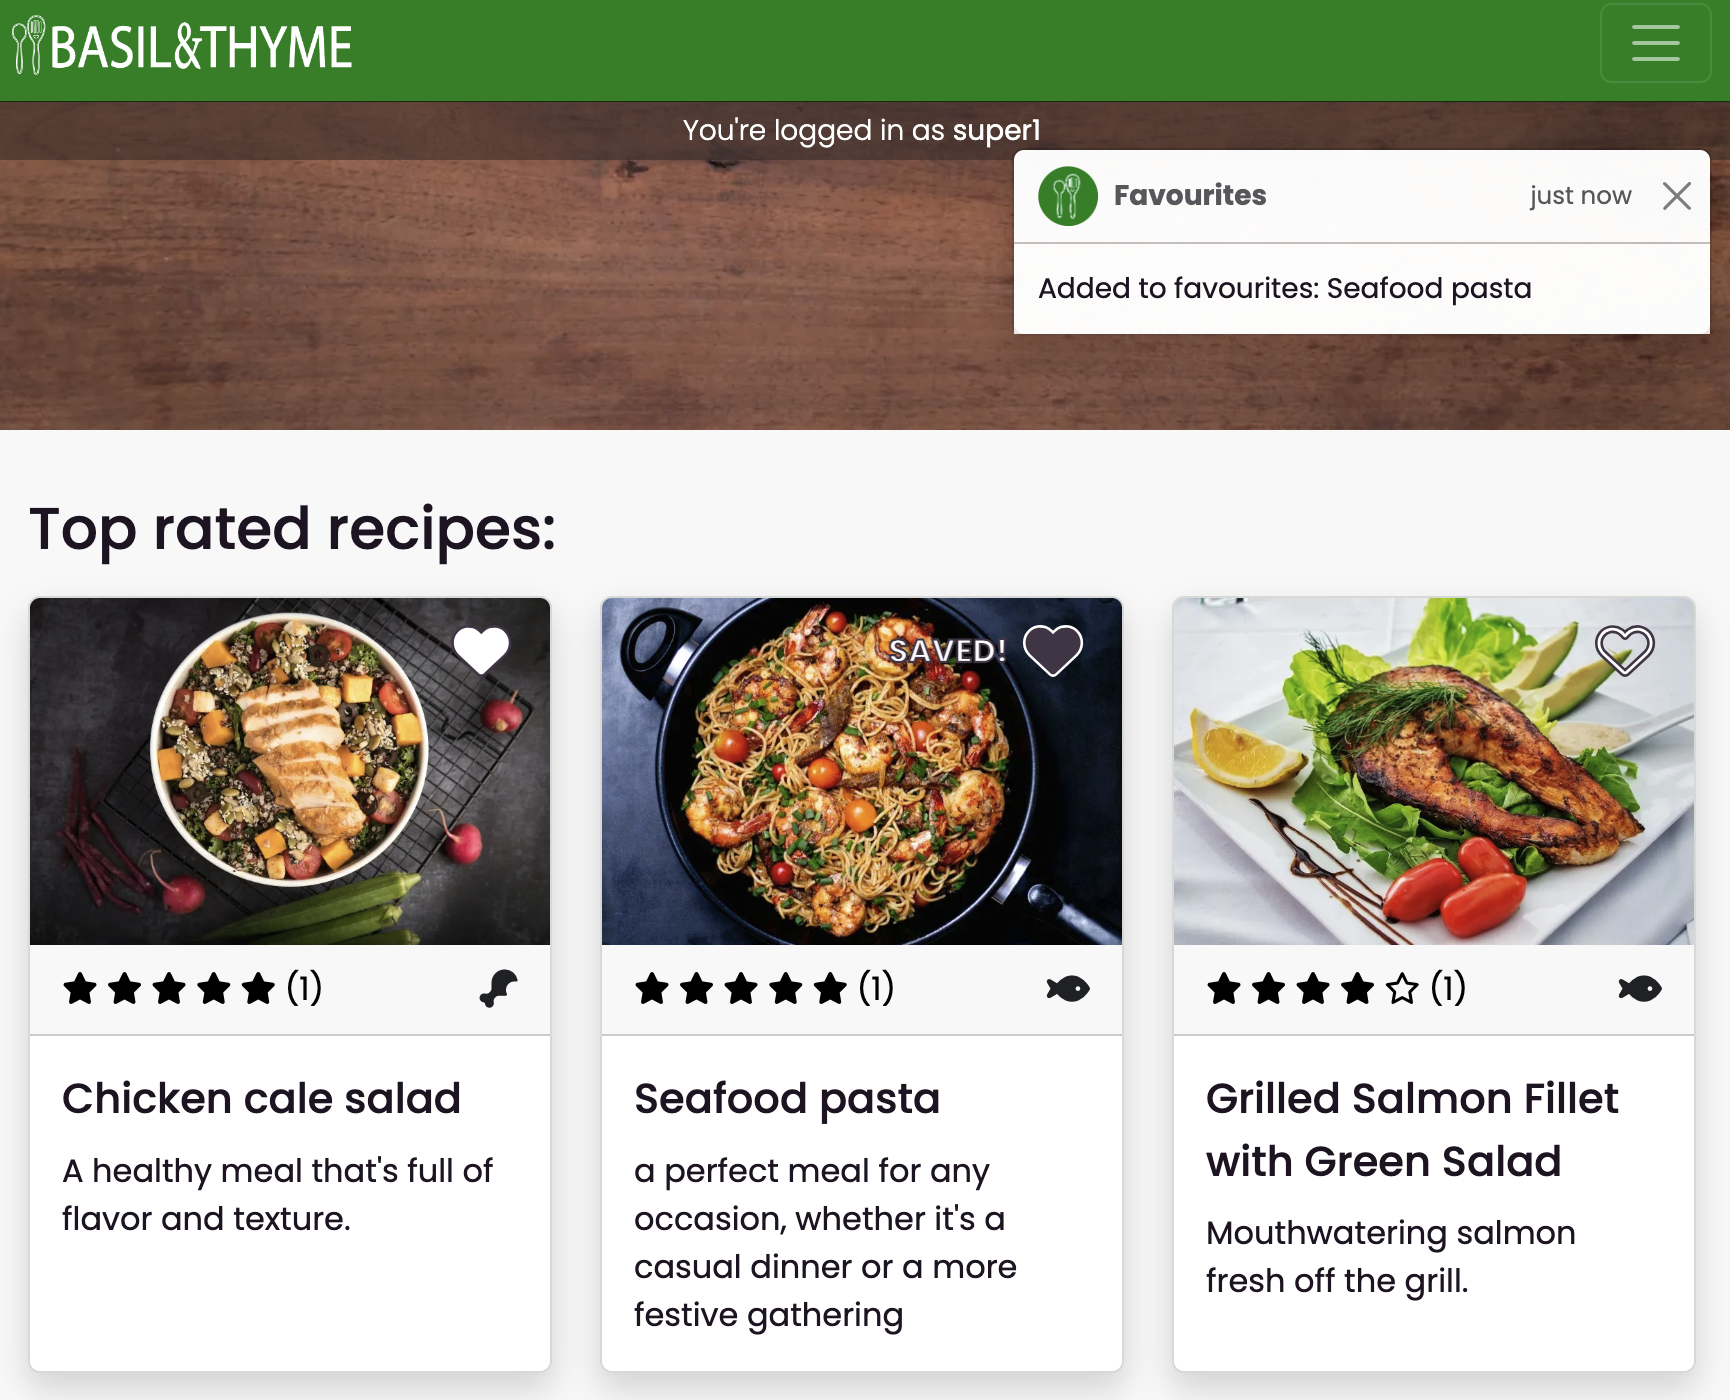 BASIL&THYME
You're logged in as super1
Favourites
just now
Added to favourites: Seafood pasta
Top rated recipes:
SAVED!
(1)
(1)
(1)
Chicken cale salad
A healthy meal that's full of
flavor and texture.
Seafood pasta
a perfect meal for any
occasion, whether it's a
casual dinner or a more
festive gathering
Grilled Salmon Fillet
with Green Salad
Mouthwatering salmon
fresh off the grill.